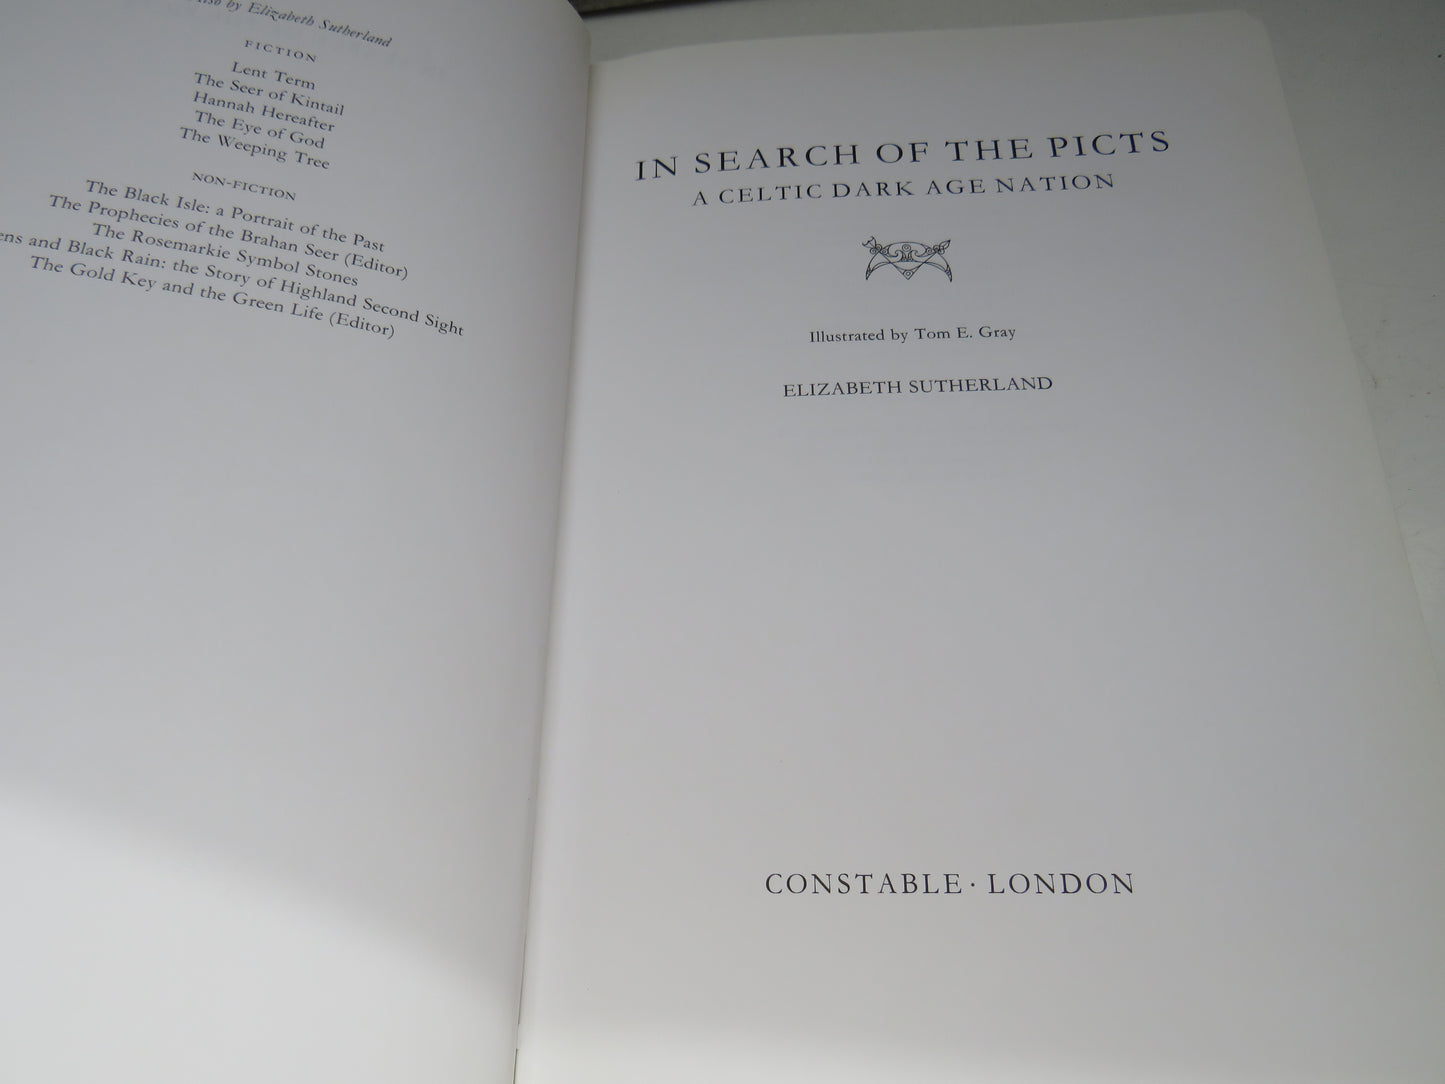 by Elizabeth Sutherland
FICTION
Lent Term
The Seer of Kintail
Hannah Hereafter
The Eye of God
The Weeping Tree
NON-FICTION
The Black Isle: a Portrait of the Past
The Prophecies of the Brahan Seer (Editor)
The Rosemarkie Symbol Stones
and Black Rain: the Story of Highland Second Sight
The Gold Key and the Green Life (Editor)
IN SEARCH OF THE PICTS
A CELTIC DARK AGE NATION
Illustrated by Tom E. Gray
ELIZABETH SUTHERLAND
CONSTABLE · LONDON